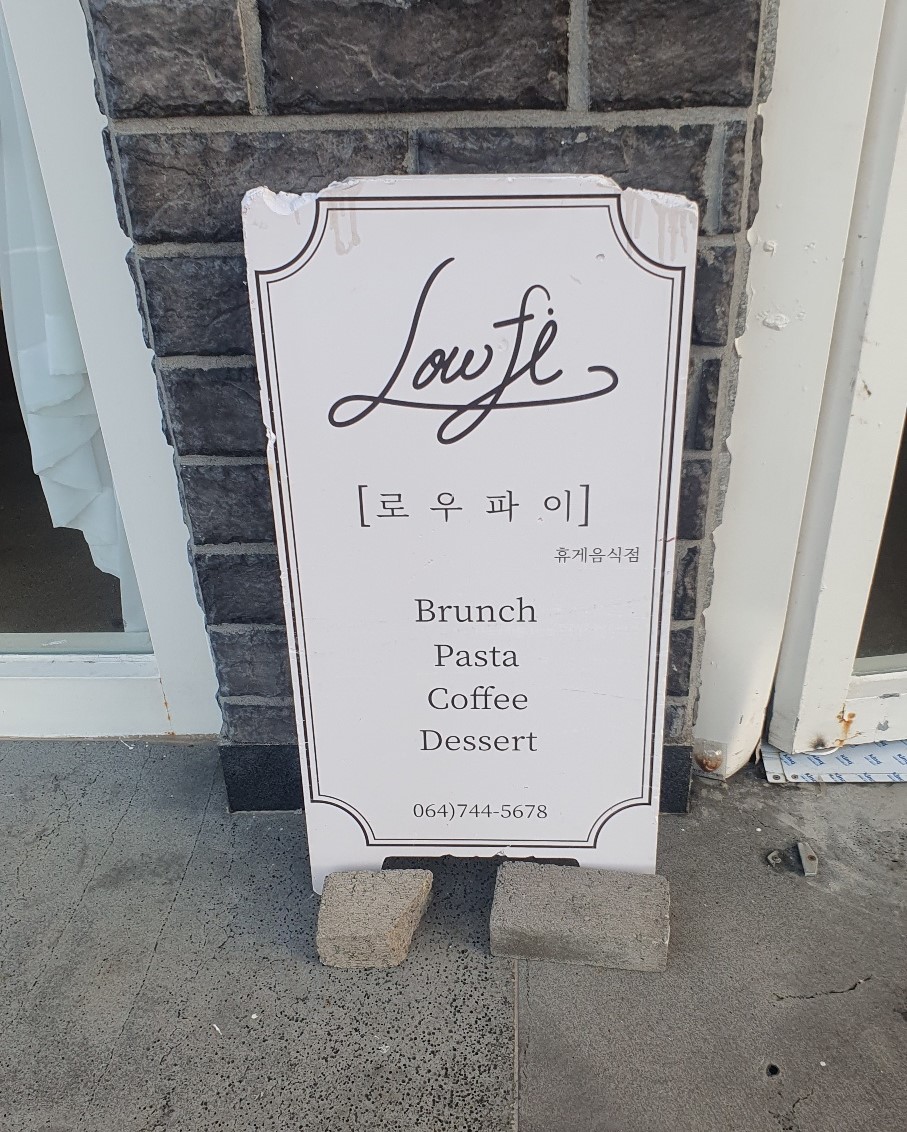 Low fi
[로우파이]
휴게음식점
Brunch
Pasta
Coffee
Dessert
064)744-5678